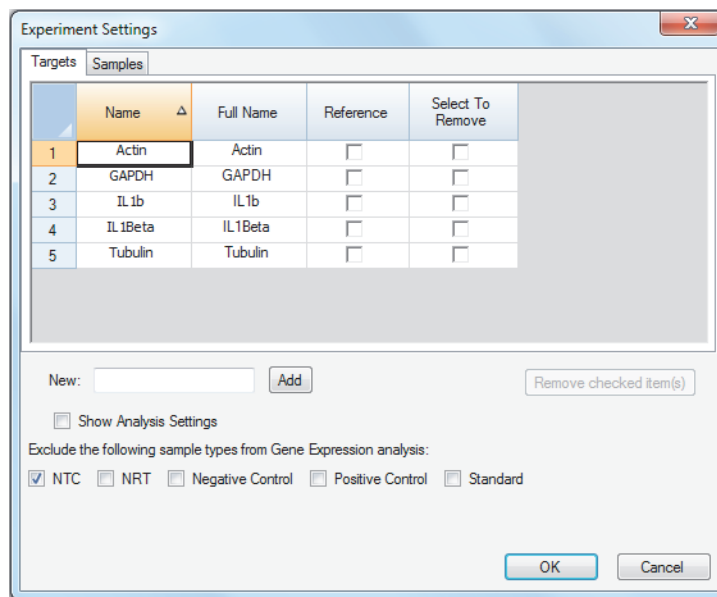 Experiment Settings
X
Targets Samples
Name Full Name Reference Select To
Remove
1 Actin Actin
2 GAPDH GAPDH
3 IL1b IL1b
4 IL1Beta IL1Beta
5 Tubulin Tubulin
New: Add Remove checked item(s)
Show Analysis Settings
Exclude the following sample types from Gene Expression analysis:
NTC NRT Negative Control Positive Control Standard
OK Cancel